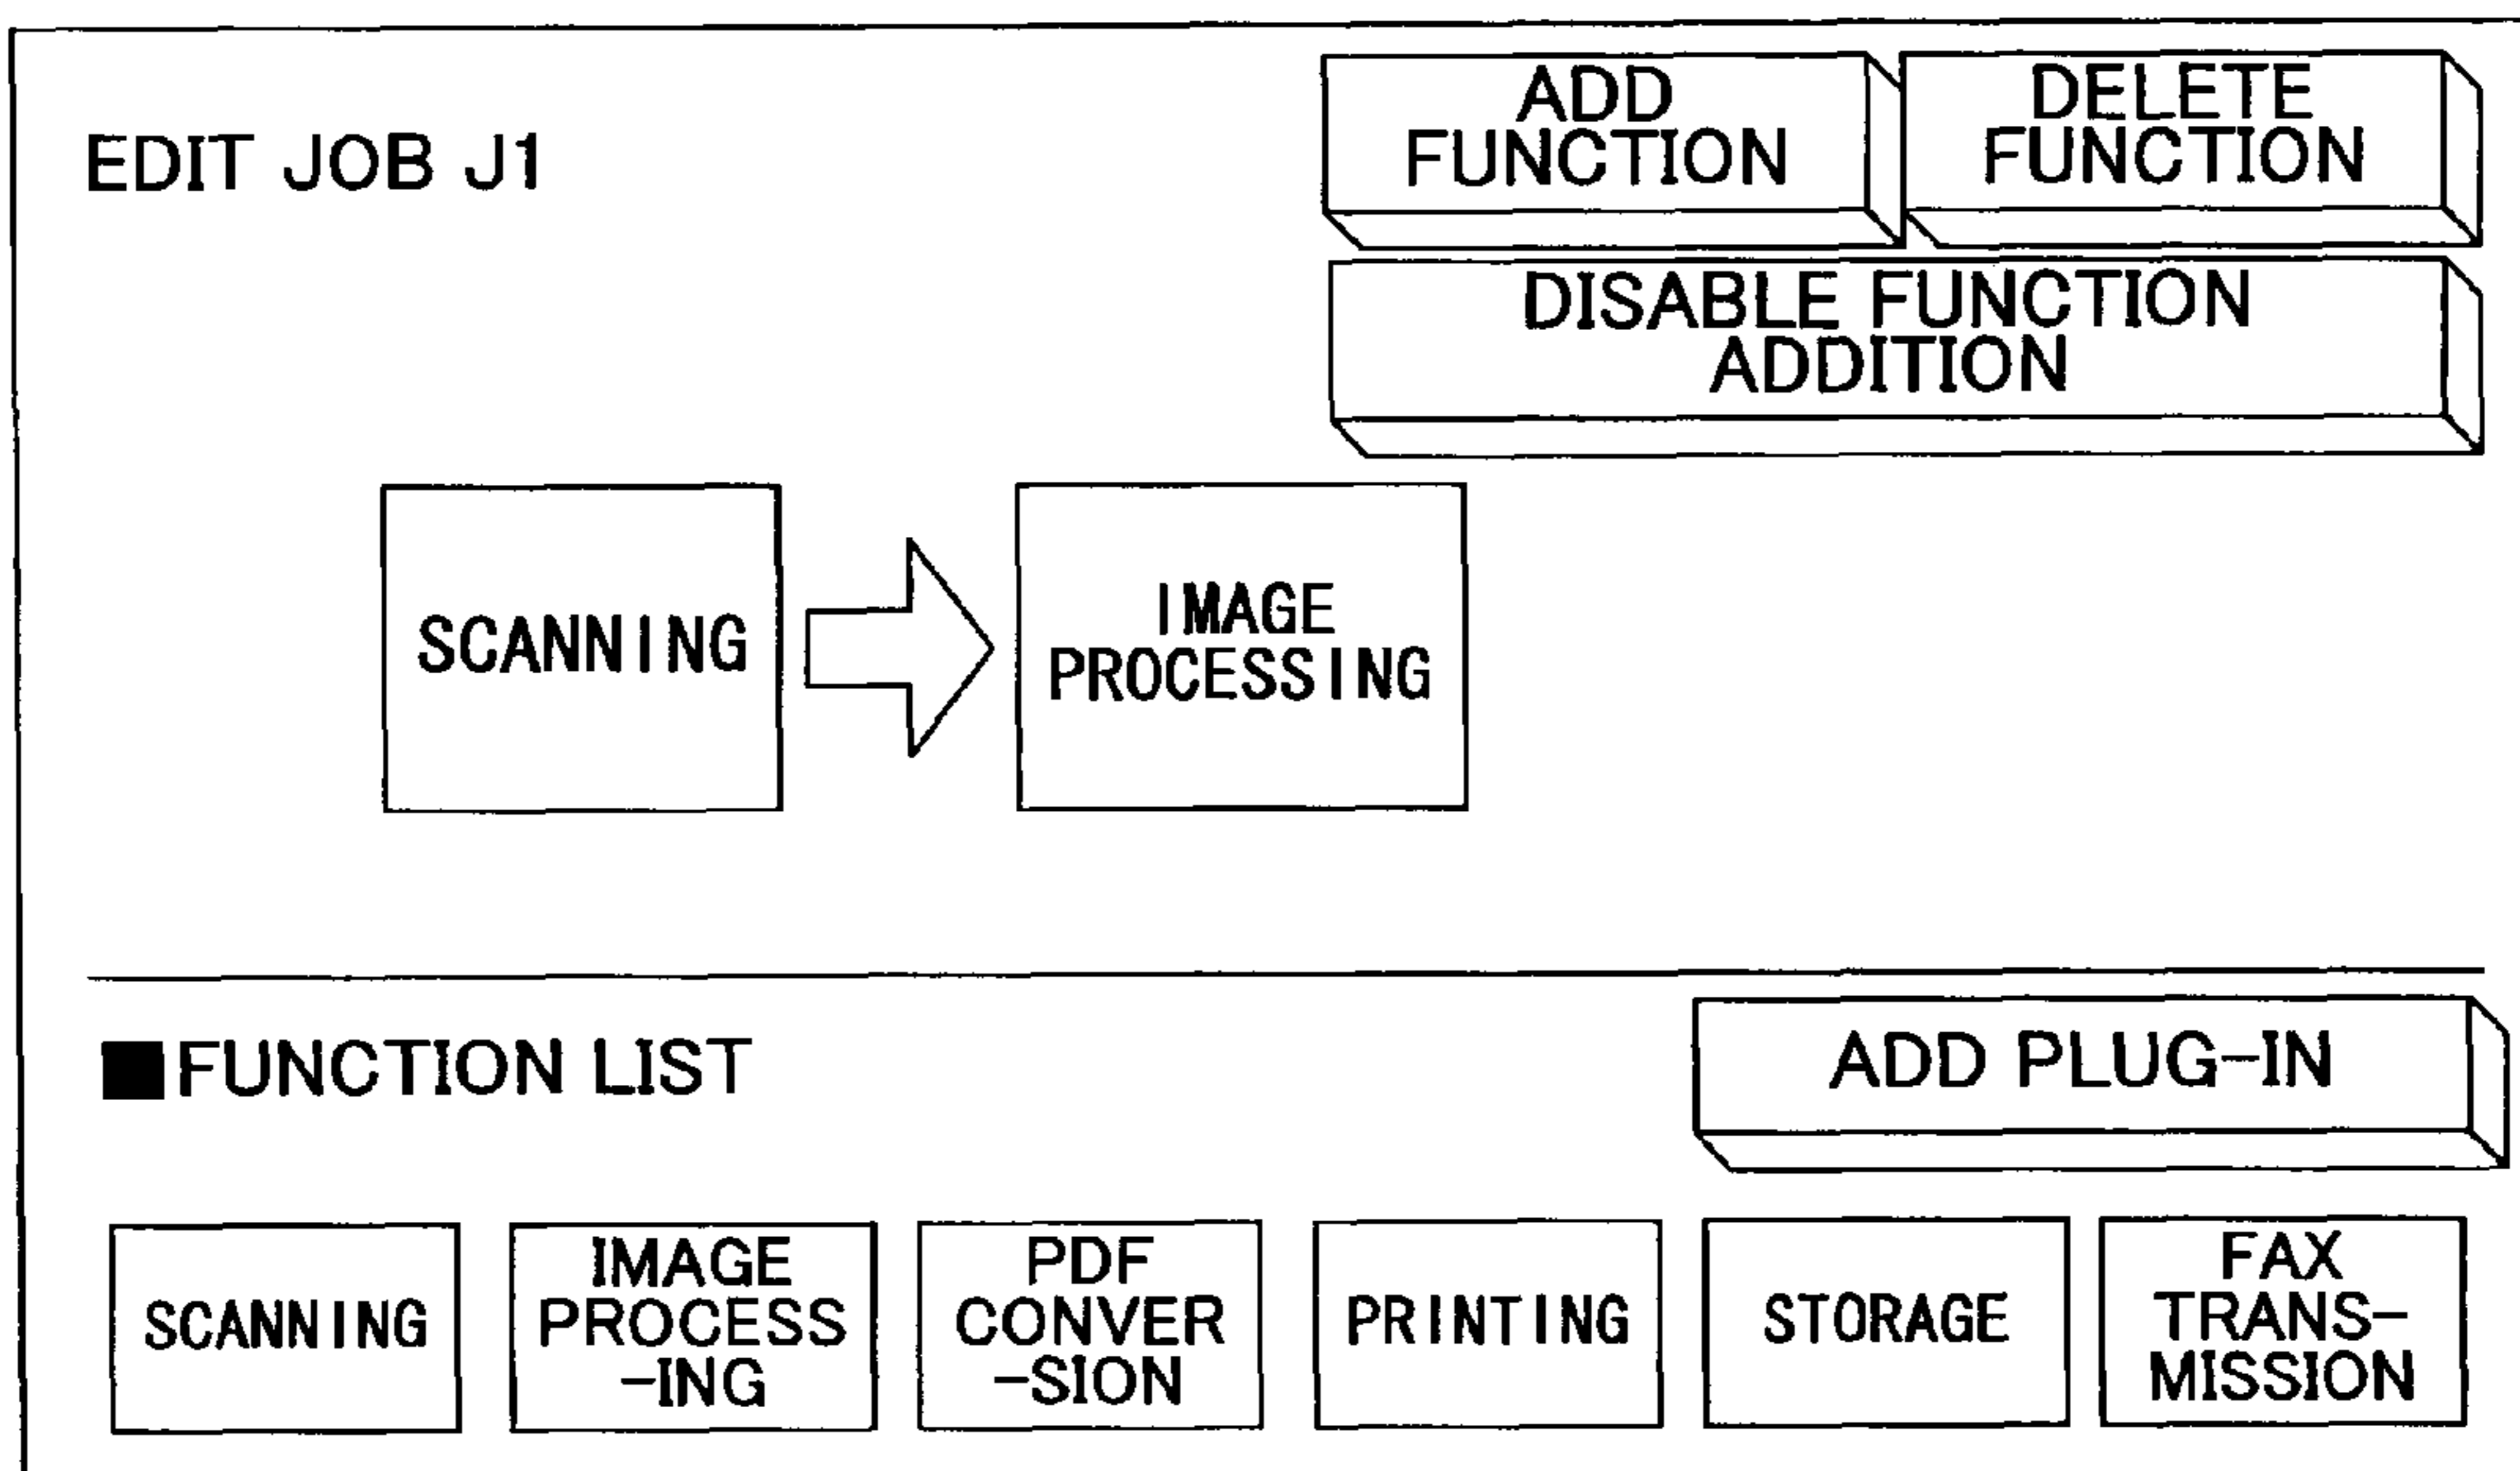 EDIT JOB J1
ADD
FUNCTION
DELETE
FUNCTION
DISABLE FUNCTION
ADDITION
SCANNING
IMAGE
PROCESSING
■FUNCTION LIST
ADD PLUG-IN
SCANNING
IMAGE
PROCESS
-ING
PDF
CONVER
-SION
PRINTING
STORAGE
FAX
TRANS-
MISSION